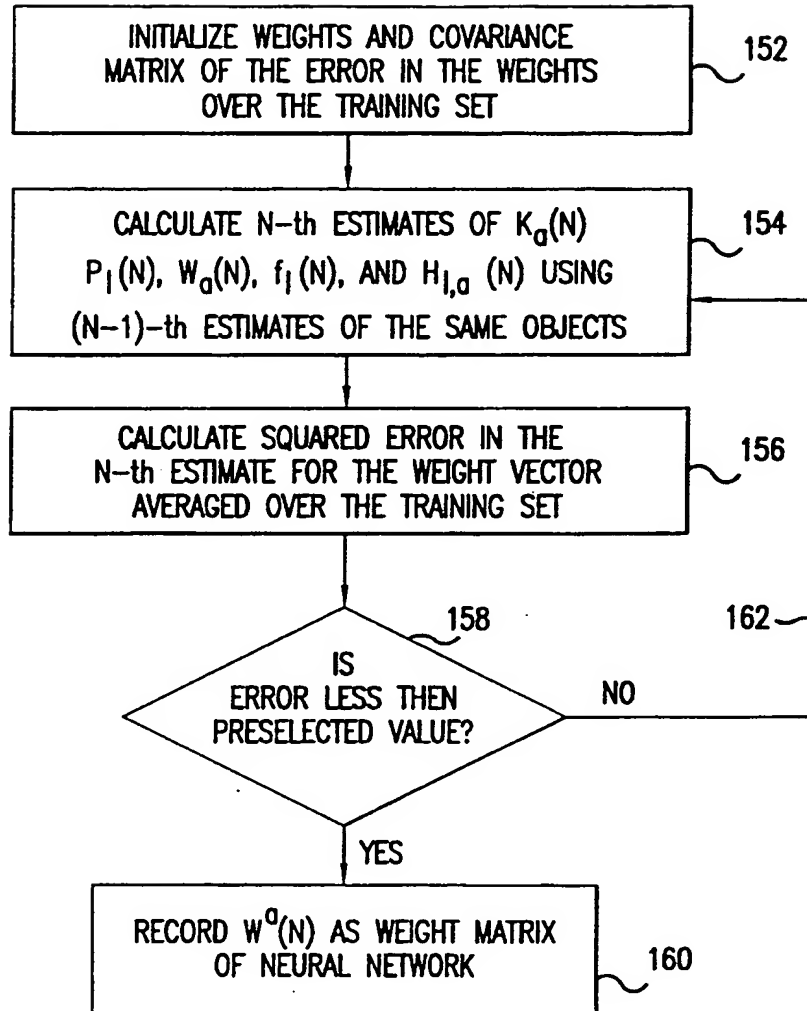 INITIALIZE WEIGHTS AND COVARIANCE
MATRIX OF THE ERROR IN THE WEIGHTS
OVER THE TRAINING SET
152
CALCULATE N-th ESTIMATES OF Ka(N)
Pl(N), Wa(N), fl(N), AND Hl,a (N) USING
(N-1)-th ESTIMATES OF THE SAME OBJECTS
154
CALCULATE SQUARED ERROR IN THE
N-th ESTIMATE FOR THE WEIGHT VECTOR
AVERAGED OVER THE TRAINING SET
156
158
162
IS
ERROR LESS THEN
PRESELECTED VALUE?
NO
YES
RECORD Wa(N) AS WEIGHT MATRIX
OF NEURAL NETWORK
160